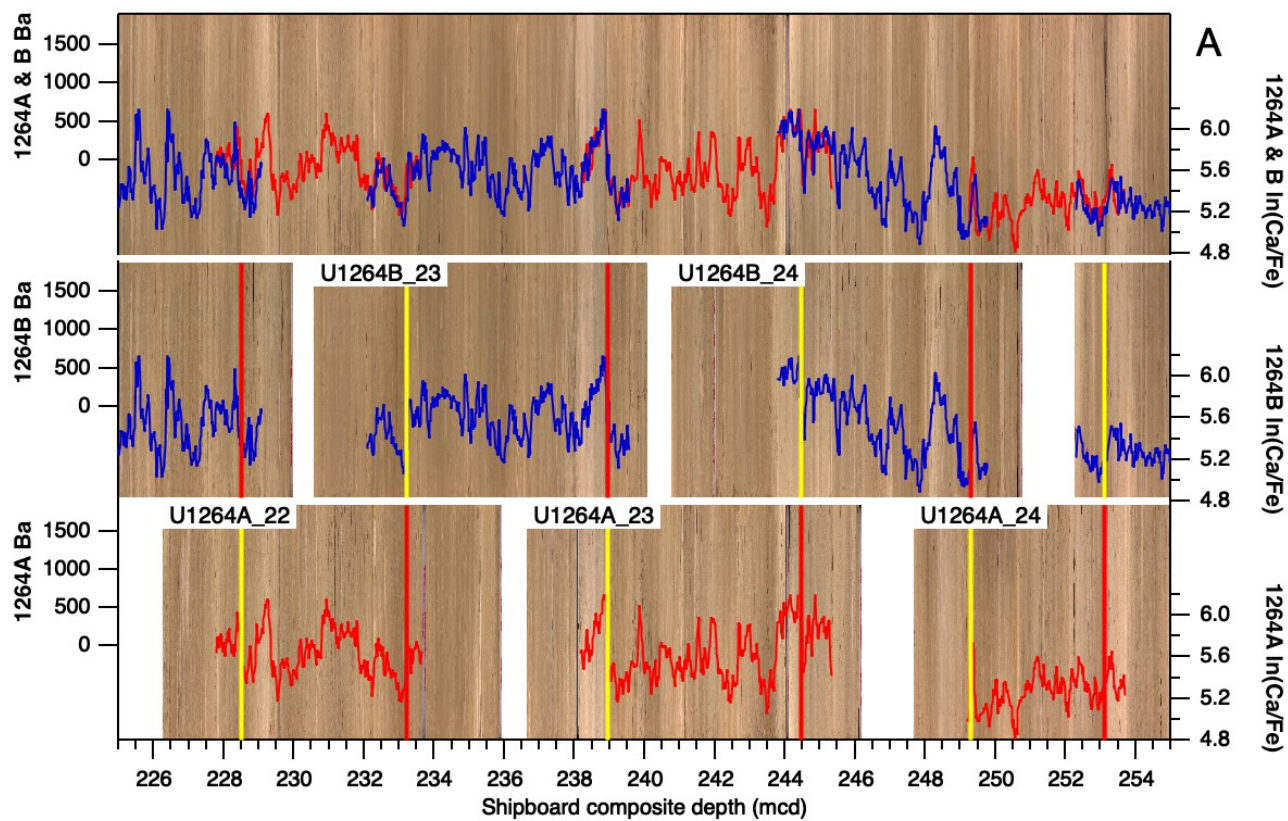 A
1264A & B Ba
1500
1000
500
0
6.0
5.6
5.2
4.8
1264A & B ln(Ca/Fe)
U1264B_23
U1264B_24
1264B Ba
1500
1000
500
0
6.0
5.6
5.2
4.8
1264B ln(Ca/Fe)
U1264A_22
U1264A_23
U1264A_24
1264A Ba
1500
1000
500
0
6.0
5.6
5.2
4.8
1264A ln(Ca/Fe)
226 228 230 232 234 236 238 240 242 244 246 248 250 252 254
Shipboard composite depth (mcd)